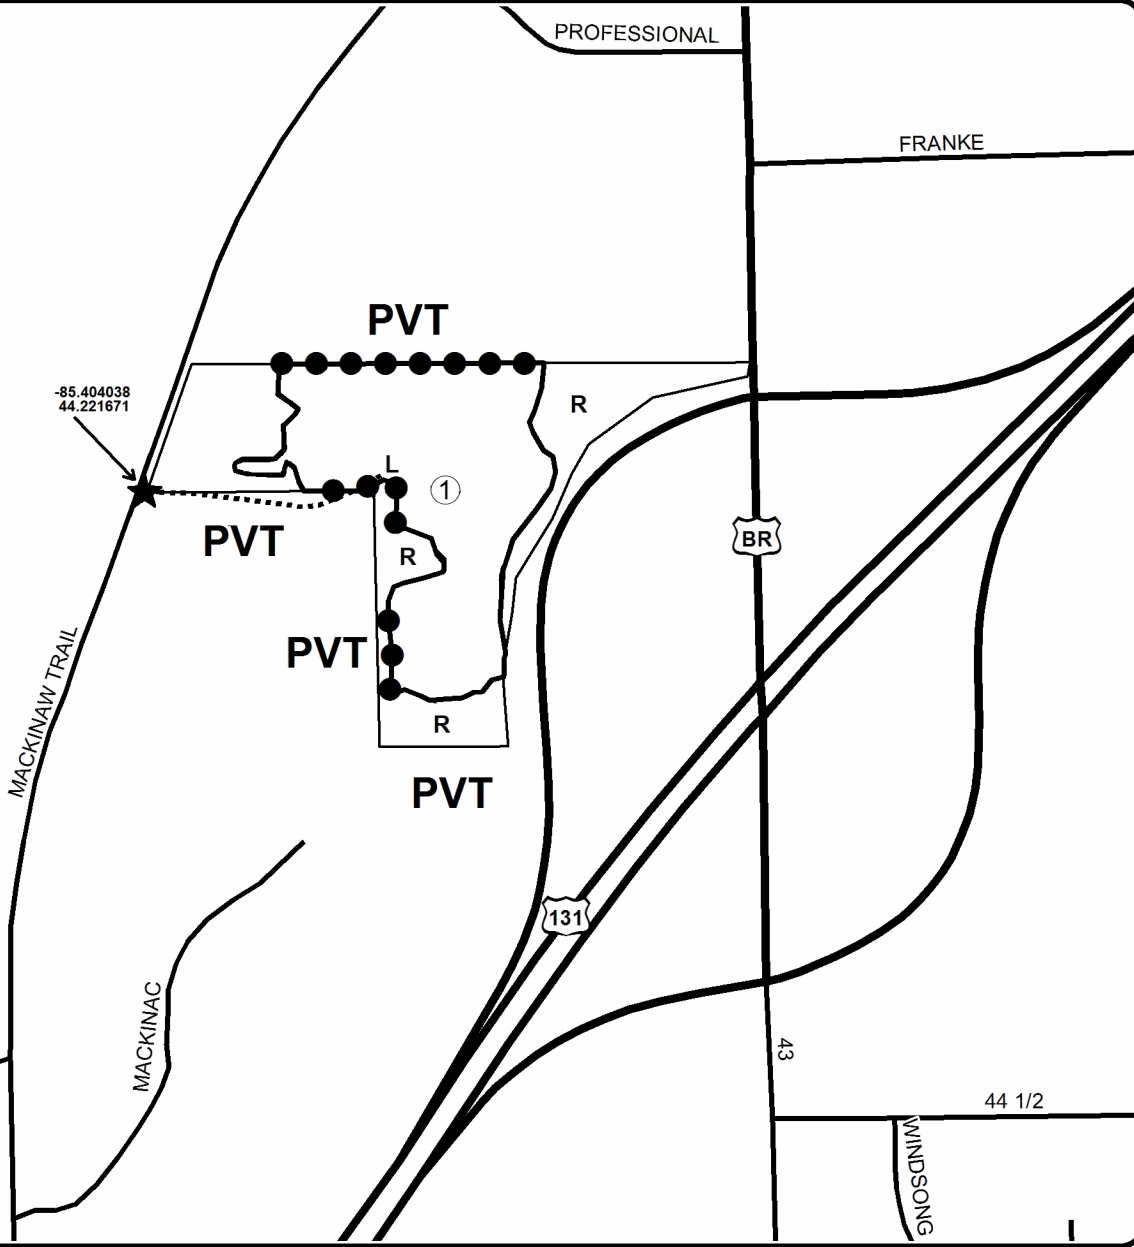 PROFESSIONAL
FRANKE
PVT
-85.404038
44.221671
R
L
1
PVT
BR
R
PVT
MACKINAW TRAIL
R
PVT
131
MACKINAC
43
44 1/2
WINDSONG